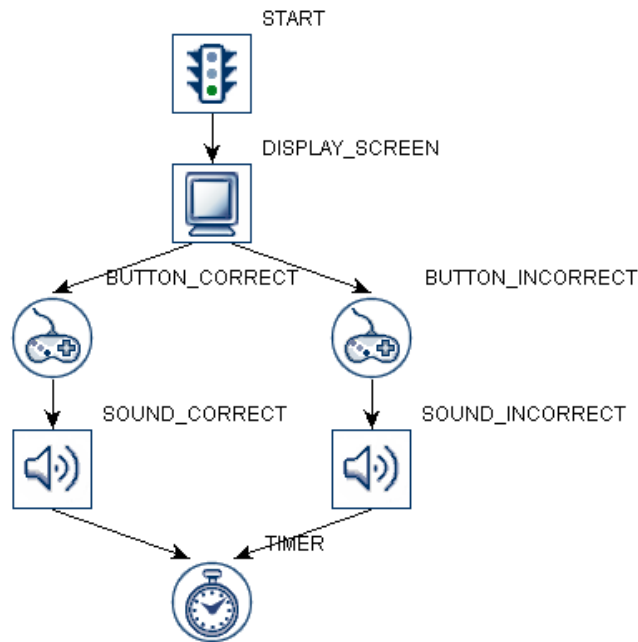 START
DISPLAY_SCREEN
BUTTON_CORRECT
BUTTON_INCORRECT
SOUND_CORRECT
SOUND_INCORRECT
TIMER